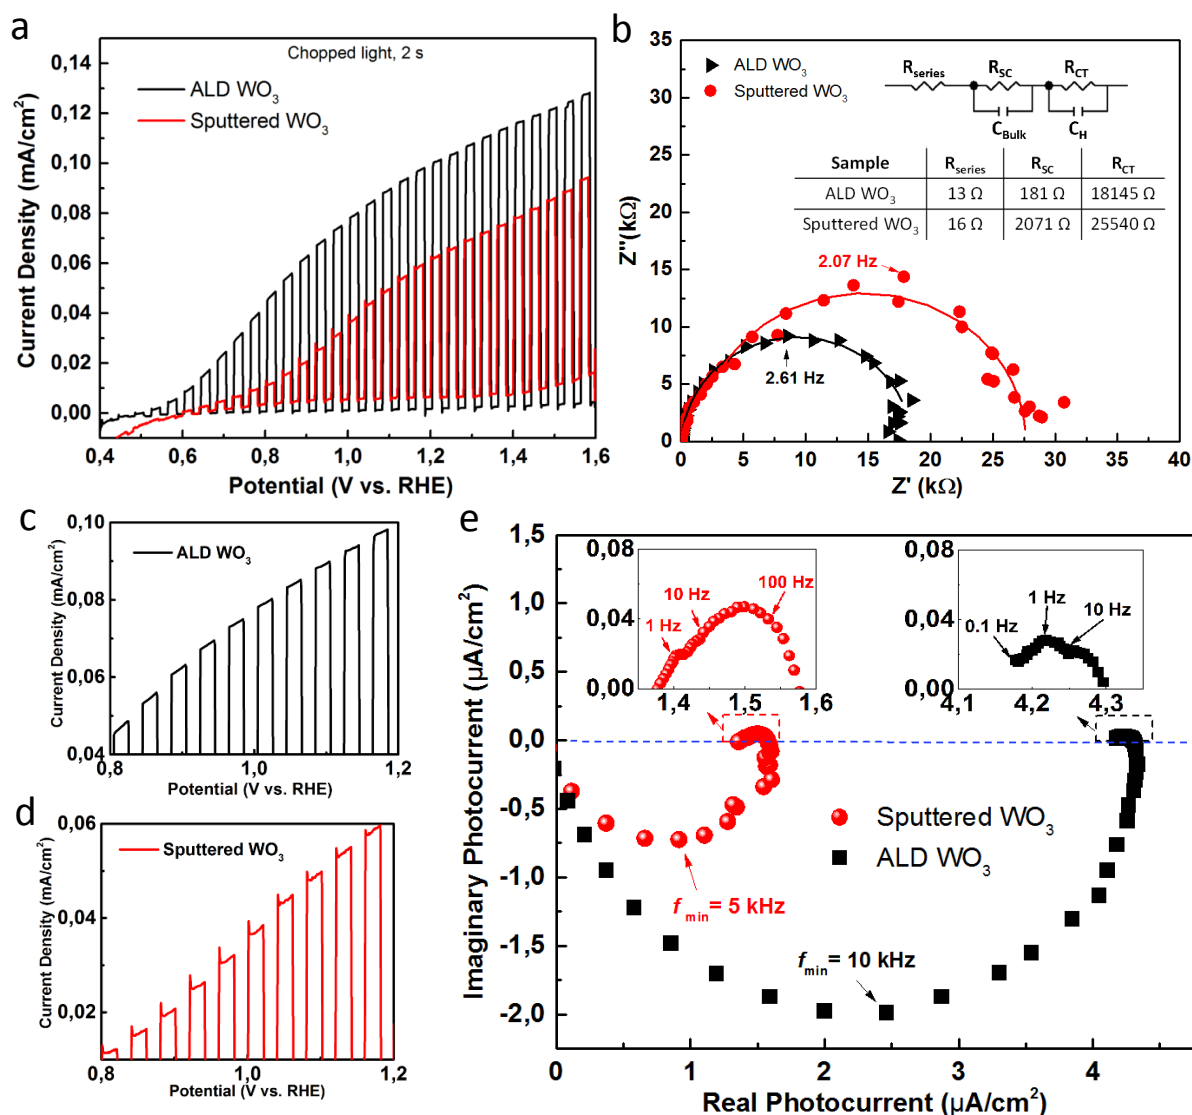 a
Chopped light, 2 s
ALD WO₃
Sputtered WO₃
Current Density (mA/cm²)
0,14
0,12
0,10
0,08
0,06
0,04
0,02
0,00
0,4 0,6 0,8 1,0 1,2 1,4 1,6
Potential (V vs. RHE)
b
ALD WO₃
Sputtered WO₃
R_series R_SC R_CT
C_Bulk C_H
Sample R_series R_SC R_CT
ALD WO₃ 13 Ω 181 Ω 18145 Ω
Sputtered WO₃ 16 Ω 2071 Ω 25540 Ω
2.07 Hz
2.61 Hz
Z''(kΩ)
35
30
25
20
15
10
5
0
0 5 10 15 20 25 30 35 40
Z' (kΩ)
c
ALD WO₃
Current Density (mA/cm²)
0,10
0,08
0,06
0,04
0,8 1,0 1,2
Potential (V vs. RHE)
d
Sputtered WO₃
Current Density (mA/cm²)
0,06
0,04
0,02
0,8 1,0 1,2
Potential (V vs. RHE)
e
Imaginary Photocurrent (µA/cm²)
1,5
1,0
0,5
0,0
-0,5
-1,0
-1,5
-2,0
0,08
0,04
0,00
1,4 1,5 1,6
1 Hz
10 Hz
100 Hz
0,08
0,04
0,00
4,1 4,2 4,3
0.1 Hz
1 Hz
10 Hz
Sputtered WO₃
ALD WO₃
f min = 5 kHz
f min = 10 kHz
0 1 2 3 4
Real Photocurrent (µA/cm²)